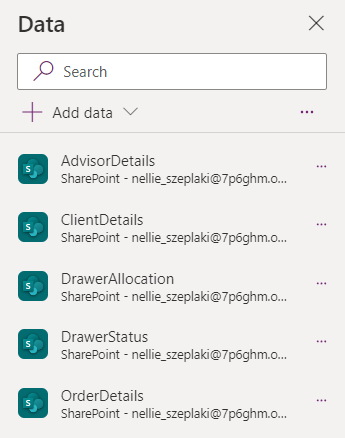 Data
Search
Add data
AdvisorDetails
SharePoint - nellie_szeplaki@7p6ghm.o...
ClientDetails
SharePoint - nellie_szeplaki@7p6ghm.o...
DrawerAllocation
SharePoint - nellie_szeplaki@7p6ghm.o...
DrawerStatus
SharePoint - nellie_szeplaki@7p6ghm.o...
OrderDetails
SharePoint - nellie_szeplaki@7p6ghm.o...